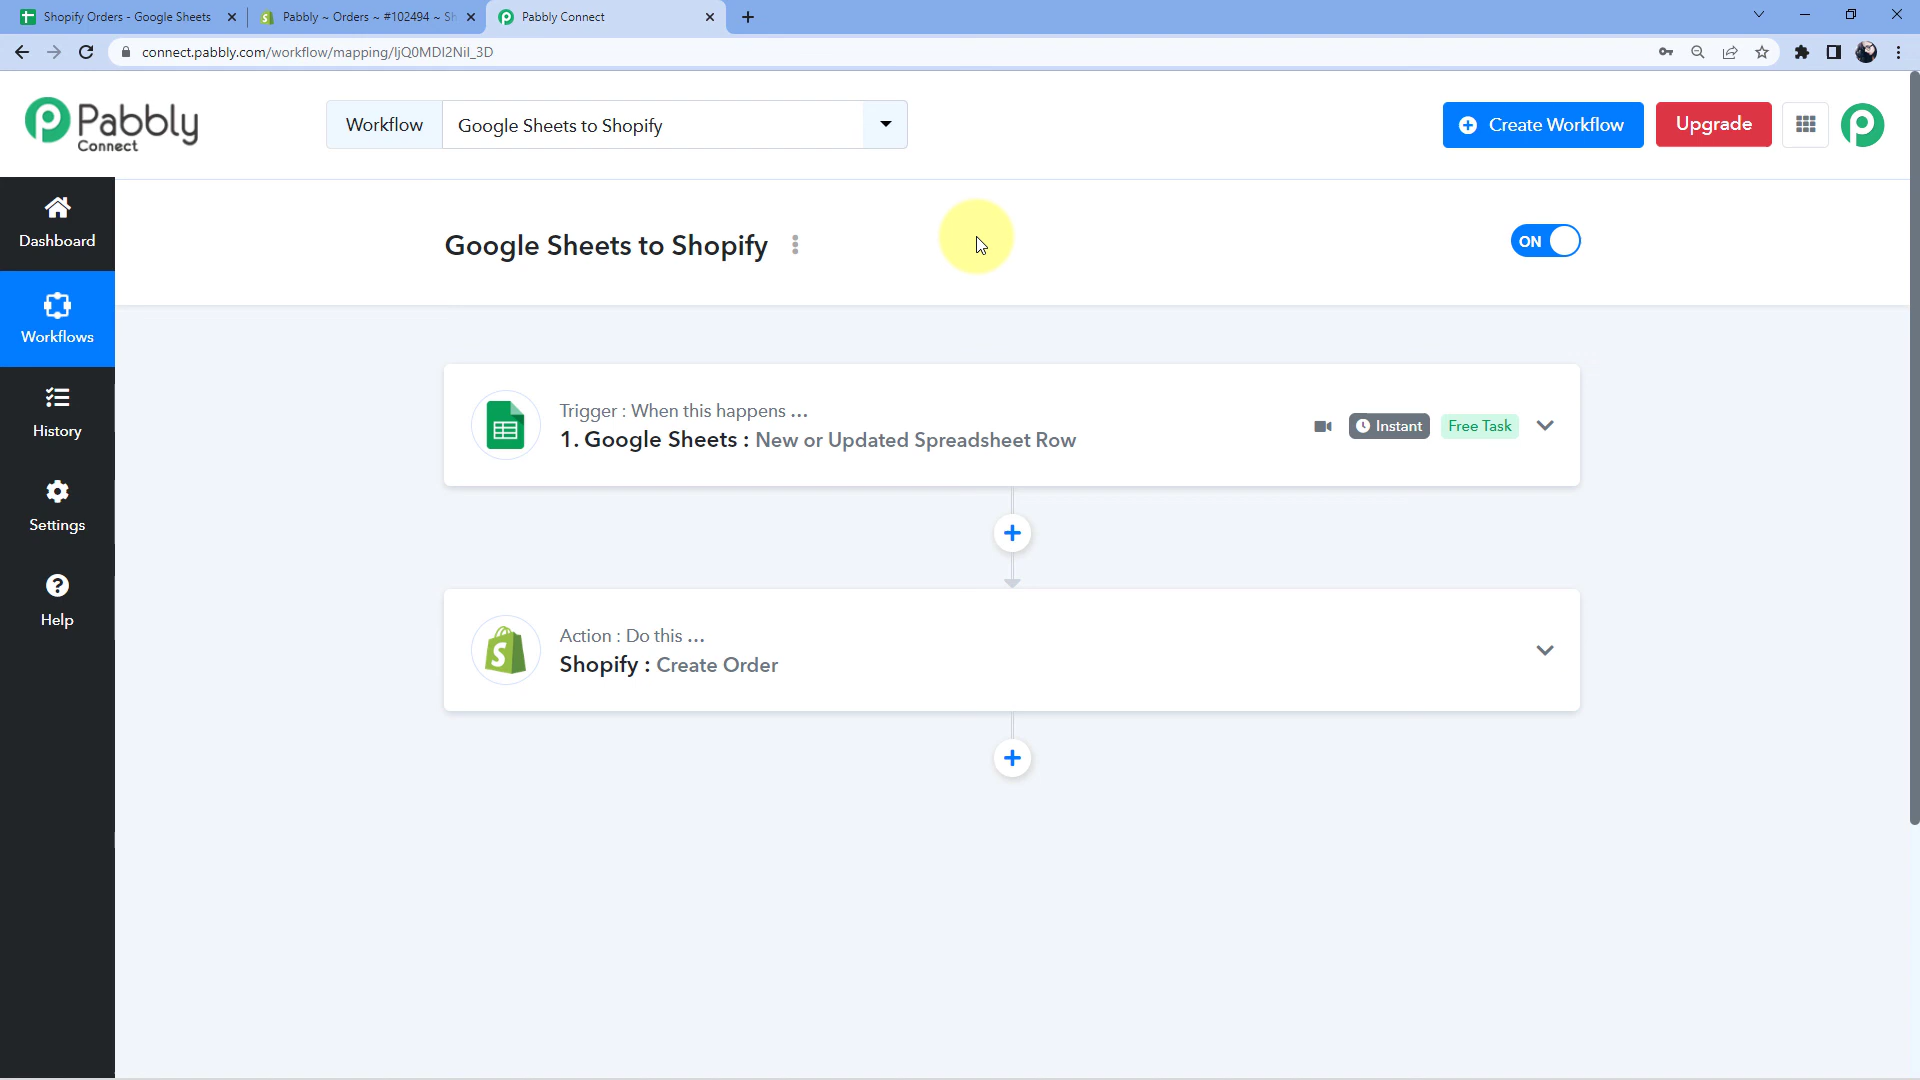 Shopify Orders - Google Sheets
Pabbly ~ Orders ~ #102494 ~ Sh
Pabbly Connect
connect.pabbly.com/workflow/mapping/IjQ0MDI2NiI_3D
Pabbly
Connect
Workflow
Google Sheets to Shopify
Create Workflow
Upgrade
Dashboard
Workflows
History
Settings
Help
Google Sheets to Shopify
ON
Trigger : When this happens ...
1. Google Sheets : New or Updated Spreadsheet Row
Instant
Free Task
Action : Do this ...
Shopify : Create Order